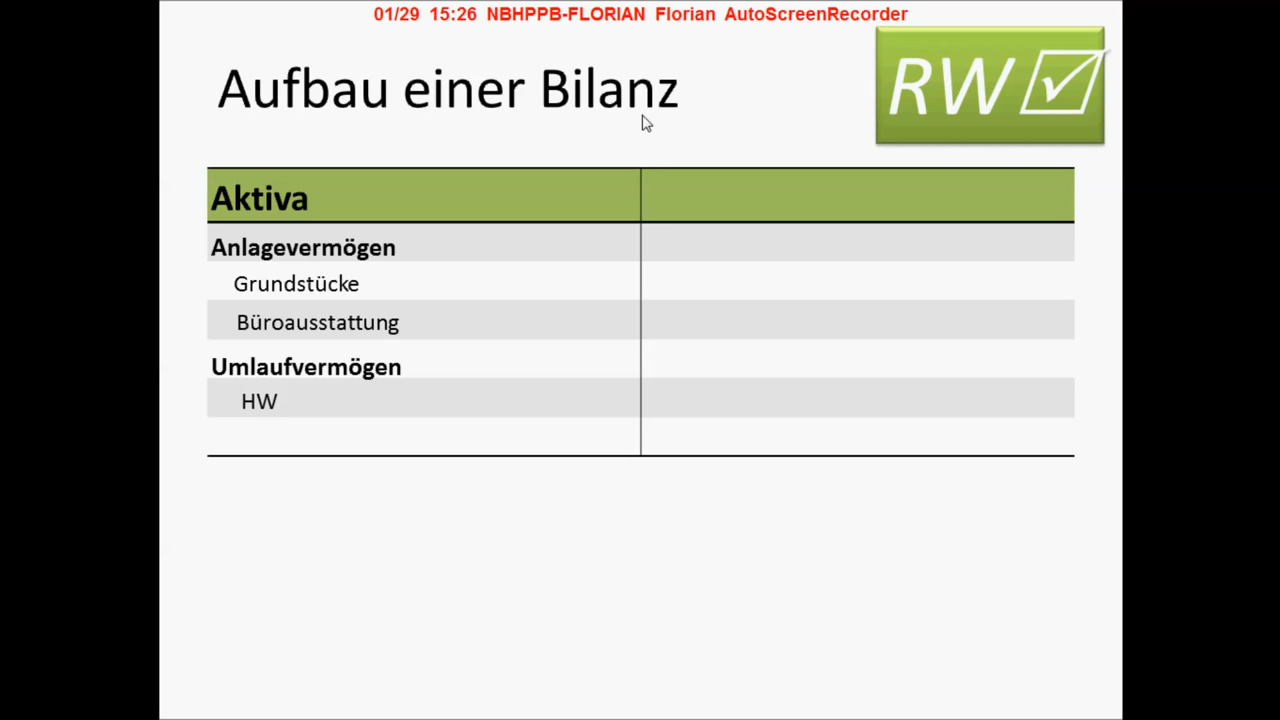 01/29 15:26 NBHPPB-FLORIAN Florian AutoScreenRecorder
RW
Aufbau einer Bilanz
Aktiva
Anlagevermögen
Grundstücke
Büroausstattung
Umlaufvermögen
HW